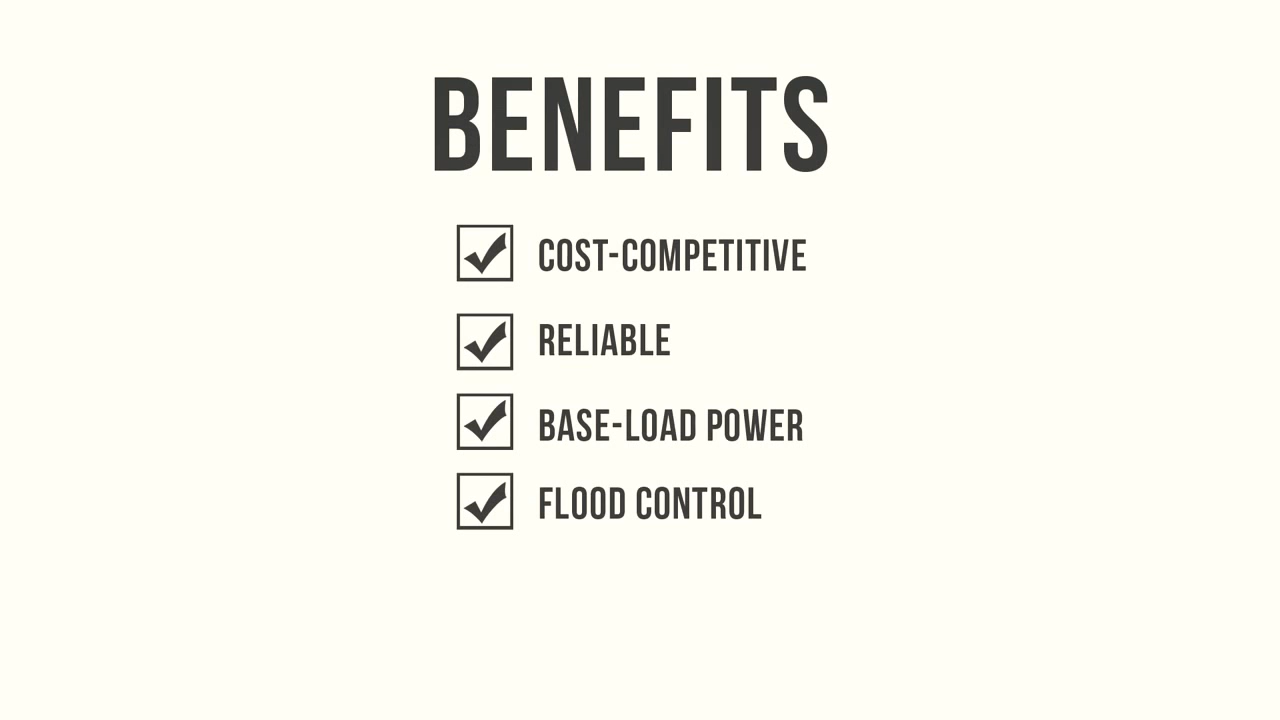 BENEFITS
COST-COMPETITIVE
RELIABLE
BASE-LOAD POWER
FLOOD CONTROL